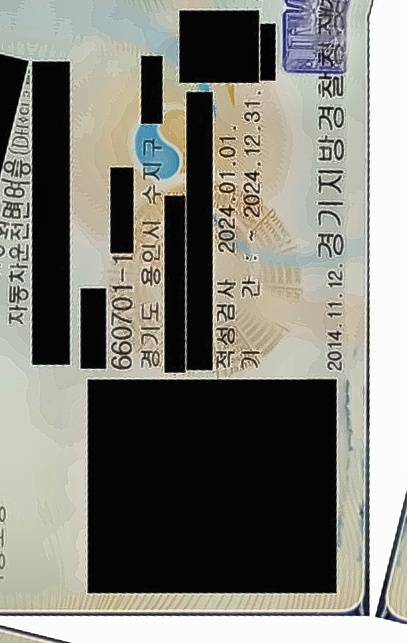 자동차운전면허증 (Driver's
660701-1
경기도 용인시 수지구
적성검사 2024.01.01.
기 간 : 2024.12.31.
2014.11.12. 경기지방경찰청